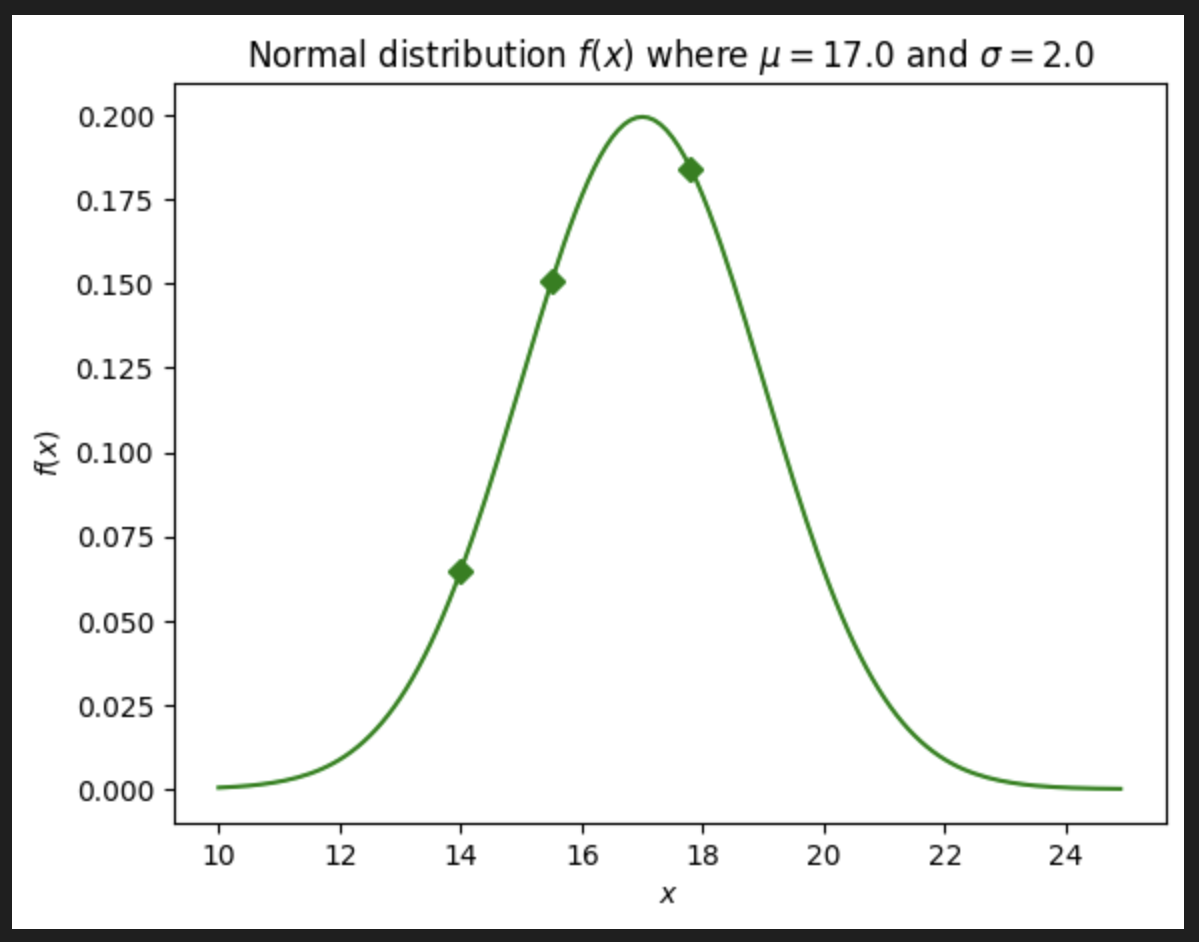 Normal distribution f(x) where μ = 17.0 and σ = 2.0
0.200
0.175
0.150
0.125
0.100
0.075
0.050
0.025
0.000
f(x)
10 12 14 16 18 20 22 24
x